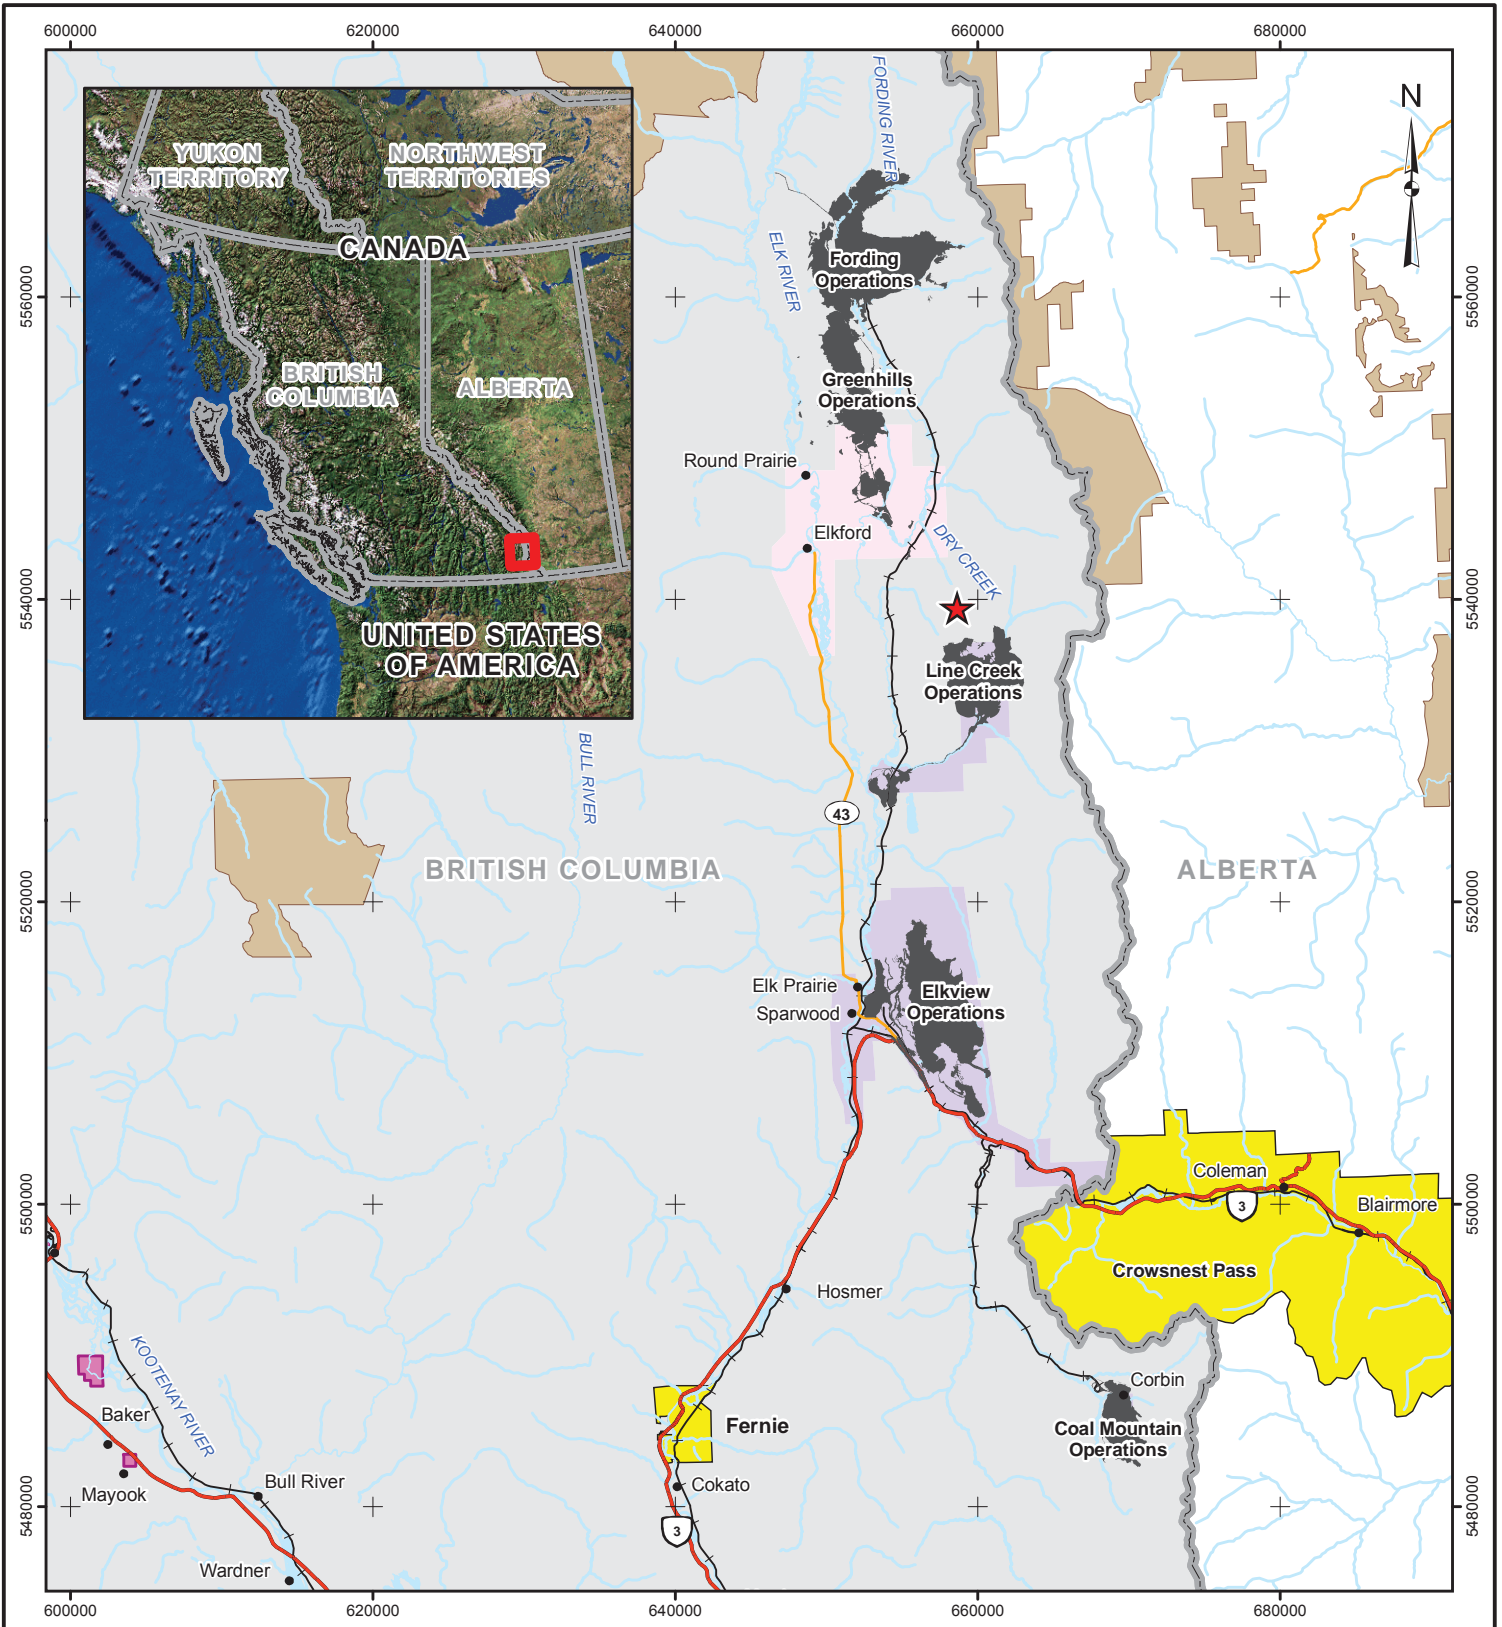 600000
620000
640000
660000
680000
FORDING RIVER
N
YUKON
TERRITORY
NORTHWEST
TERRITORIES
CANADA
ELK RIVER
Fording
Operations
5560000
5560000
BRITISH
COLUMBIA
ALBERTA
Greenhills
Operations
Round Prairie
Elkford
DRY CREEK
5540000
5540000
UNITED STATES
OF AMERICA
Line Creek
Operations
BULL RIVER
43
BRITISH COLUMBIA
ALBERTA
5520000
5520000
Elk Prairie
Sparwood
Elkview
Operations
Coleman
Blairmore
3
5500000
5500000
Crowsnest Pass
Hosmer
KOOTENAY RIVER
Corbin
Baker
Fernie
Coal Mountain
Operations
Mayook
Bull River
Cokato
5480000
5480000
3
Wardner
600000
620000
640000
660000
680000